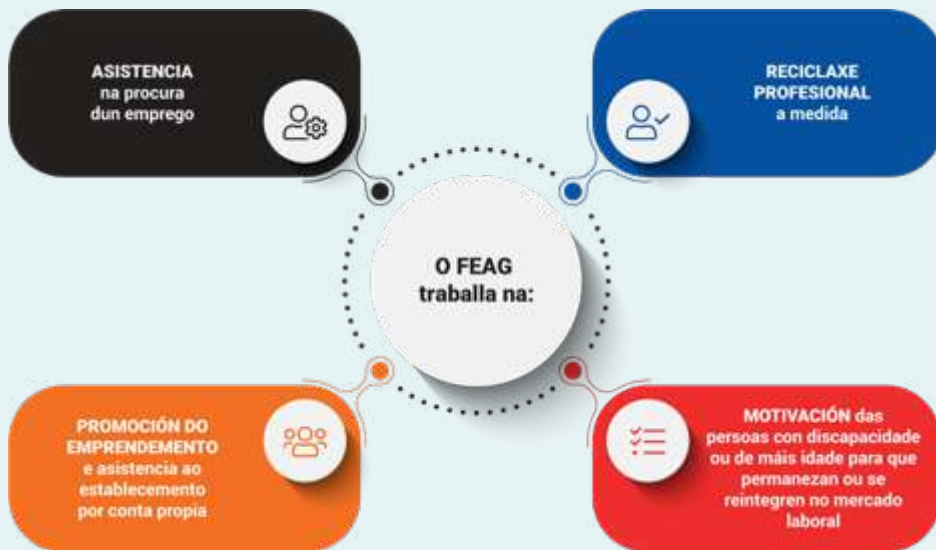 ASISTENCIA
na procura
dun emprego
RECICLAXE
PROFESIONAL
a medida
O FEAG
traballa na:
PROMOCIÓN DO
EMPRENDEMENTO
e asistencia ao
establecemento
por conta propia
MOTIVACIÓN das
persoas con discapacidade
ou de máis idade para que
permanezan ou se
reintegren no mercado
laboral